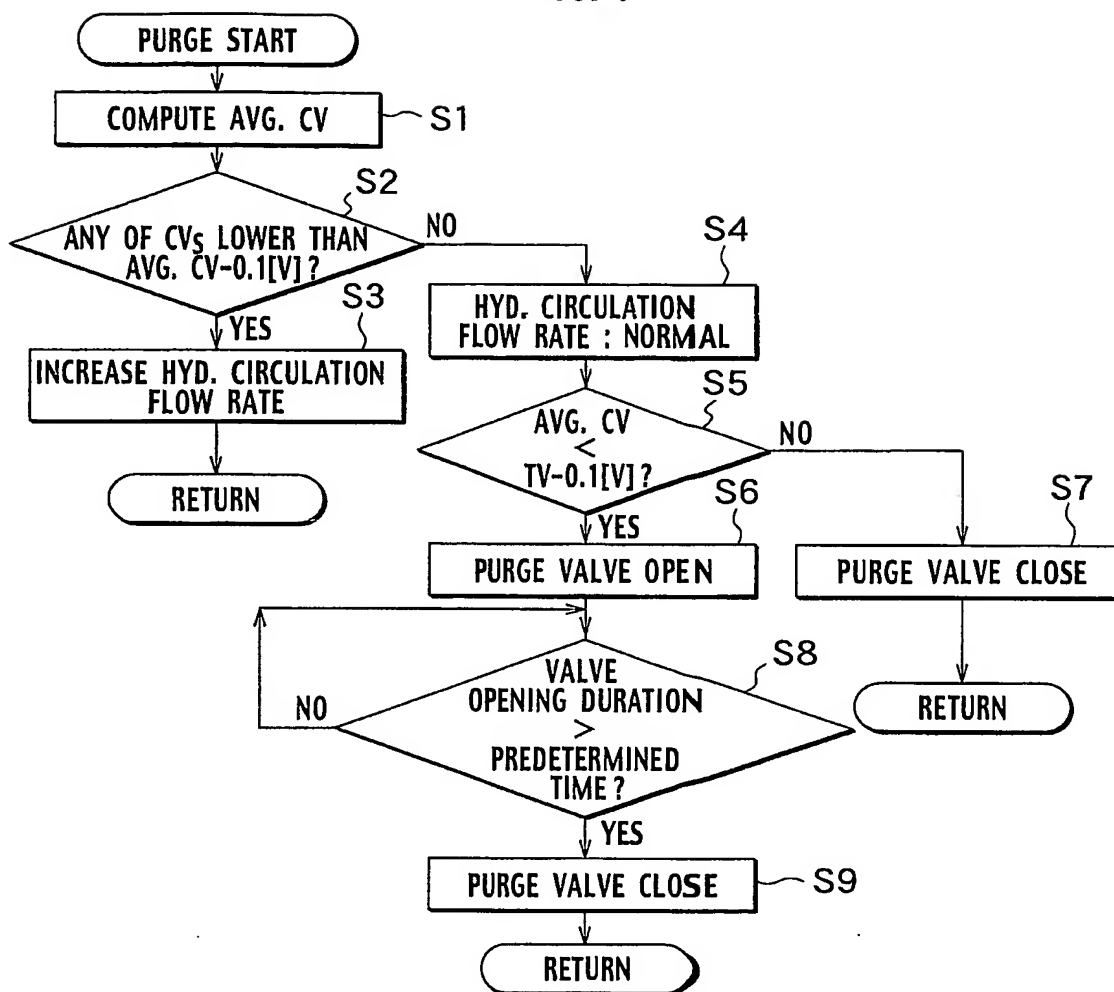 PURGE START
COMPUTE AVG. CV
S1
S2
ANY OF CVs LOWER THAN
AVG. CV-0.1[V]?
NO
YES
S3
INCREASE HYD. CIRCULATION
FLOW RATE
RETURN
S4
HYD. CIRCULATION
FLOW RATE : NORMAL
S5
AVG. CV
<
TV-0.1[V]?
NO
YES
S6
PURGE VALVE OPEN
S7
PURGE VALVE CLOSE
RETURN
S8
VALVE
OPENING DURATION
>
PREDETERMINED
TIME?
NO
YES
PURGE VALVE CLOSE
S9
RETURN